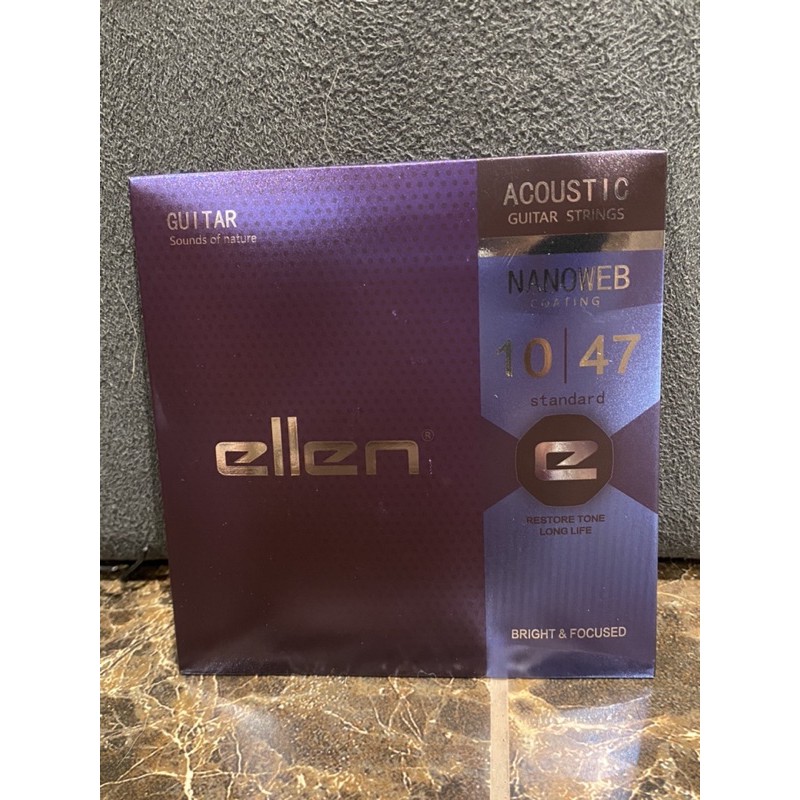 GUITAR
Sounds of nature
ellen®
ACOUSTIC
GUITAR STRINGS
NANOWEB
COATING
10|47
standard
e
RESTORE TONE
LONG LIFE
BRIGHT & FOCUSED